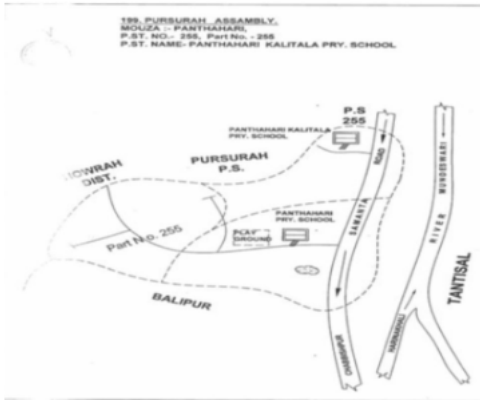 199. PURSURAH ASSEMBLY.
MOUZA :- PANTHAHARI,
P.ST. NO.- 255, Part No. - 255
P.ST. NAME- PANTHAHARI KALITALA PRY. SCHOOL
P.S
255
PANTHAHARI KALITALA
PRY. SCHOOL
HOWRAH
DIST.
PURSURAH
P.S.
ROAD
SAMANTA
RIVER MUNDESWARI
PANTHAHARI
PRY. SCHOOL
PLAY
GROUND
Part No. 255
BALIPUR
TANTISAL